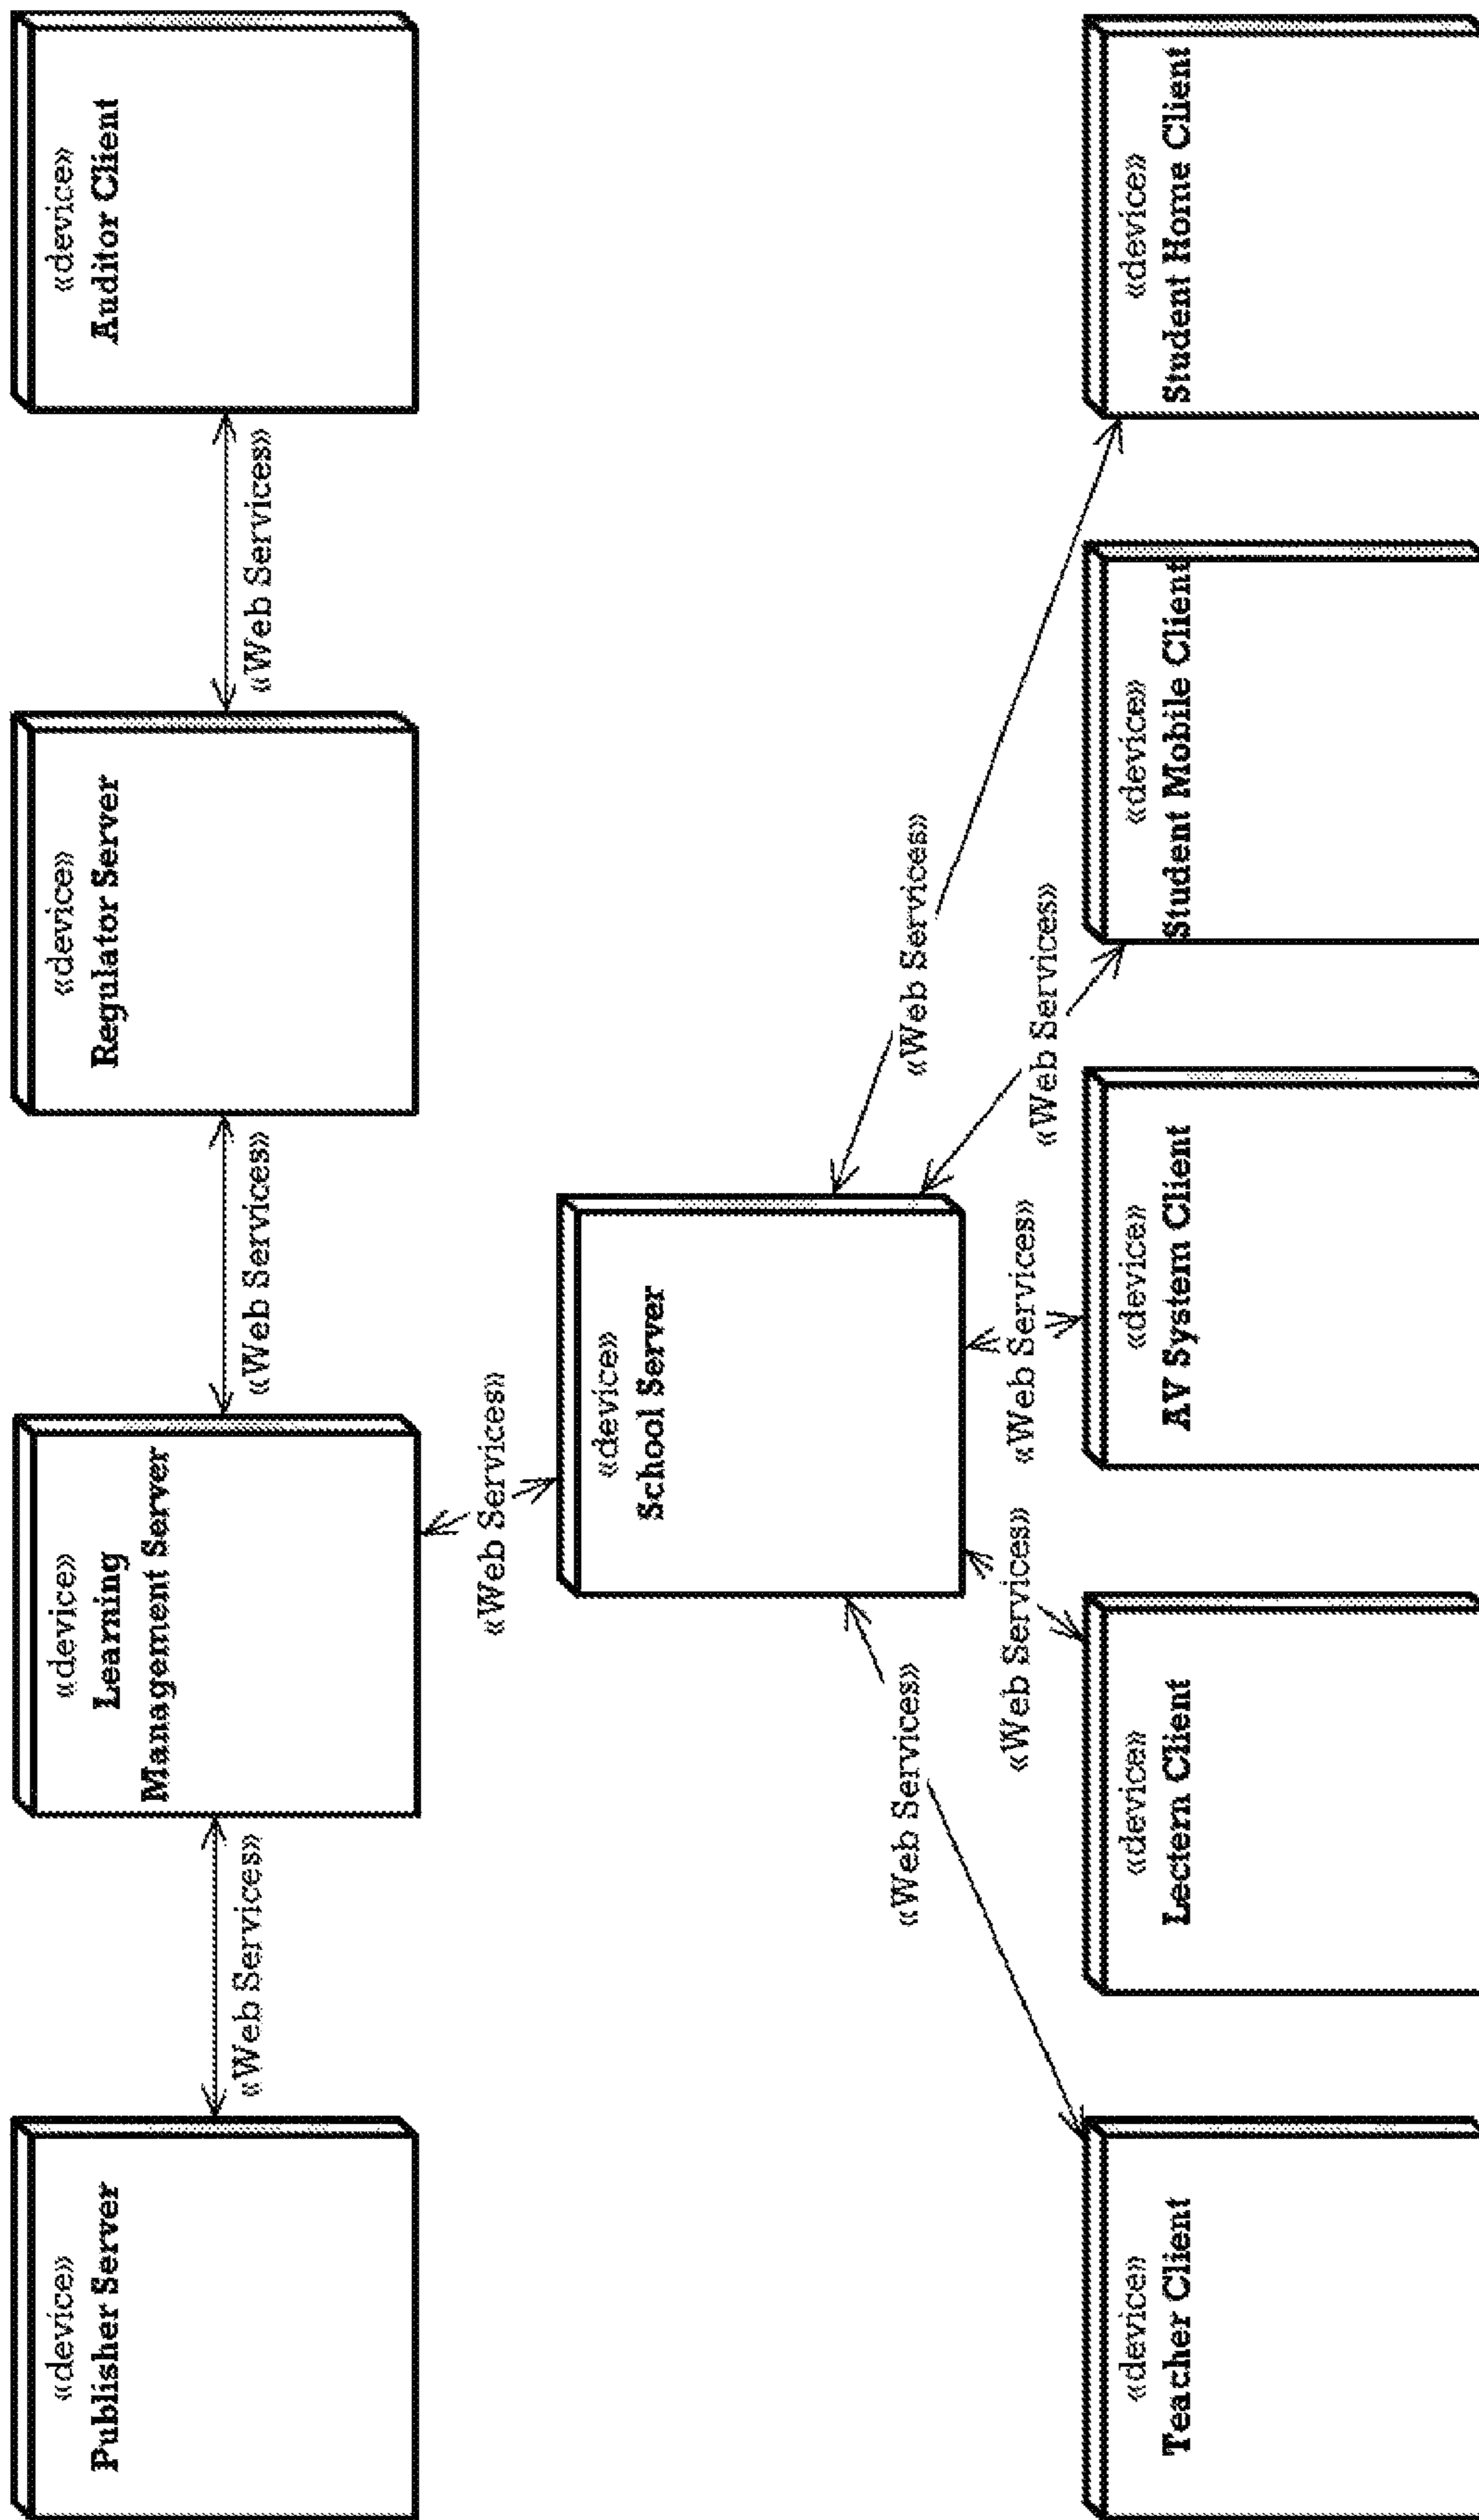 «device»
Publisher Server
«Web Services»
«device»
Learning
Management Server
«Web Services»
«device»
Regulator Server
«Web Services»
«device»
Auditor Client
«Web Services»
«device»
School Server
«Web Services»
«Web Services»
«Web Services»
«Web Services»
«Web Services»
«device»
Teacher Client
«device»
Lectern Client
«device»
AV System Client
«device»
Student Mobile Client
«device»
Student Home Client